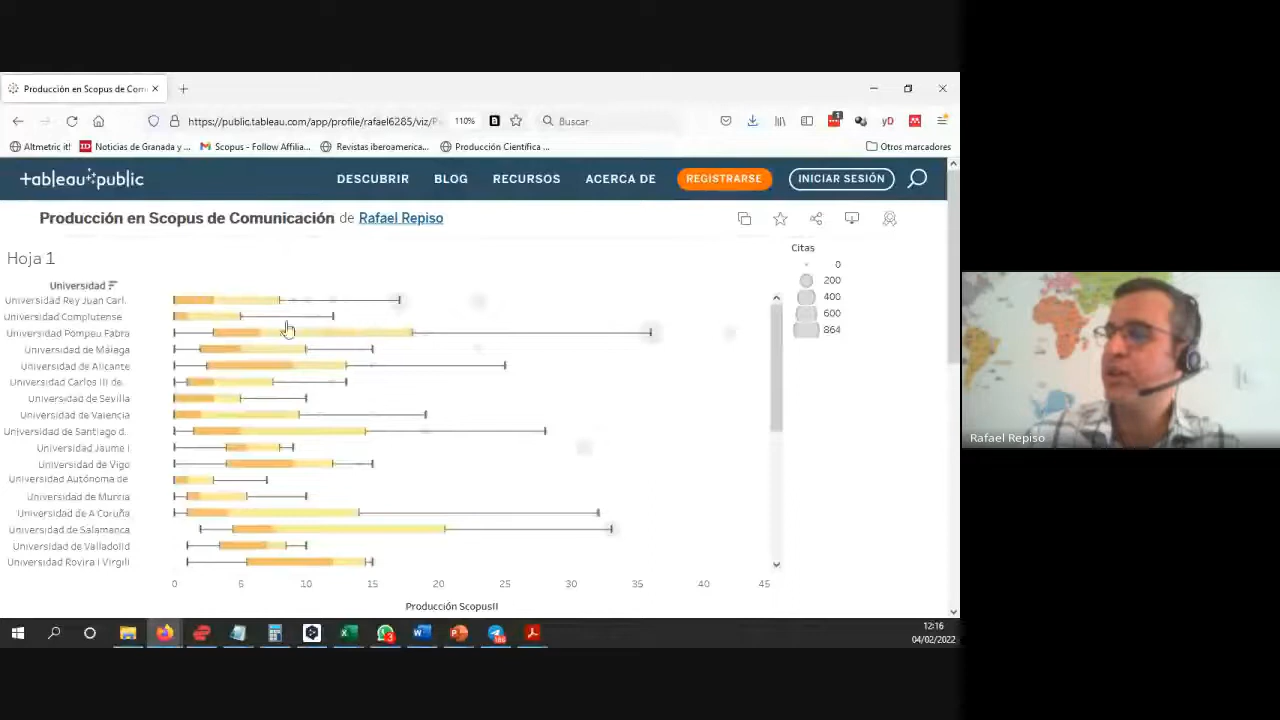 Producción en Scopus de Com
https://public.tableau.com/app/profile/rafael6285/viz/P
110%
Buscar
1
yD
Altmetric it!
Noticias de Granada y ...
Scopus - Follow Affilia...
Revistas iberoamerica...
Producción Científica ...
Otros marcadores
+ableau+public
DESCUBRIR
BLOG
RECURSOS
ACERCA DE
REGISTRARSE
INICIAR SESIÓN
Producción en Scopus de Comunicación de Rafael Repiso
Hoja 1
Citas
0
200
400
600
864
Universidad
Universidad Rey Juan Carl.
Universidad Complutense
Universidad Pompeu Fabra
Universidad de Málaga
Universidad de Alicante
Universidad Carlos III de.
Universidad de Sevilla
Universidad de Valencia
Universidad de Santiago d.
Universidad Jaume I
Universidad de Vigo
Universidad Autónoma de
Universidad de Murcia
Universidad de A Coruña
Universidad de Salamanca
Universidad de Valladolid
Universidad Rovira i Virgili
0 5 10 15 20 25 30 35 40 45
Producción ScopusII
Rafael Repiso
3
186
12:16
04/02/2022